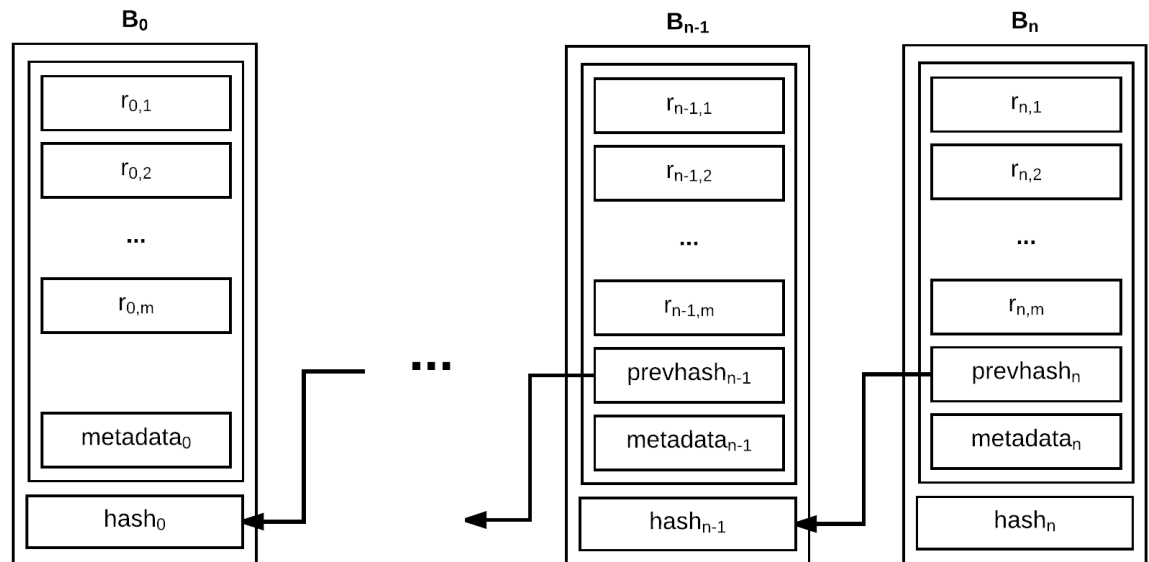 B₀
r₀,₁
r₀,₂
...
r₀,m
metadata₀
hash₀
...
Bn-1
rn-1,1
rn-1,2
...
rn-1,m
prevhashn-1
metadatan-1
hashn-1
Bn
rn,1
rn,2
...
rn,m
prevhashn
metadatan
hashn